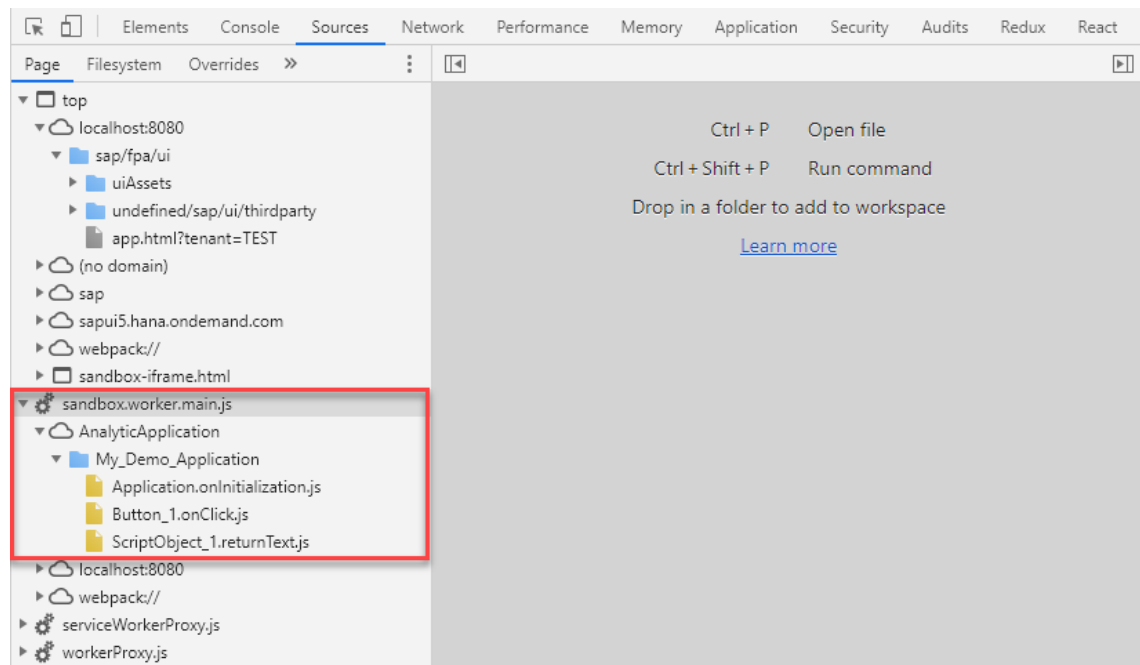 Elements Console Sources Network Performance Memory Application Security Audits Redux React
Page Filesystem Overrides »
top
localhost:8080
sap/fpa/ui
uiAssets
undefined/sap/ui/thirdparty
app.html?tenant=TEST
(no domain)
sap
sapui5.hana.ondemand.com
webpack://
sandbox-iframe.html
sandbox.worker.main.js
AnalyticApplication
My_Demo_Application
Application.onInitialization.js
Button_1.onClick.js
ScriptObject_1.returnText.js
localhost:8080
webpack://
serviceWorkerProxy.js
workerProxy.js
Ctrl + P Open file
Ctrl + Shift + P Run command
Drop in a folder to add to workspace
Learn more